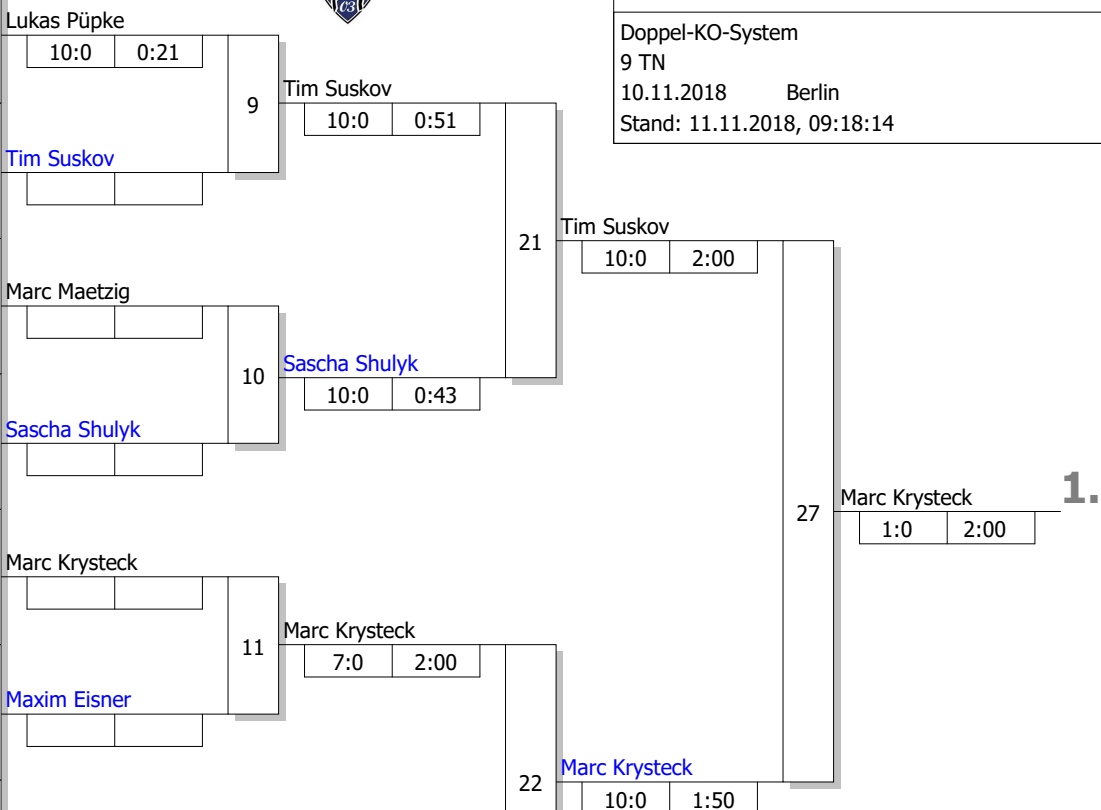 C3
Lukas Püpke
10:0 0:21
Doppel-KO-System
9 TN
10.11.2018 Berlin
Stand: 11.11.2018, 09:18:14
9
Tim Suskov
10:0 0:51
Tim Suskov
21
Tim Suskov
10:0 2:00
Marc Maetzig
10
Sascha Shulyk
10:0 0:43
Sascha Shulyk
27
Marc Krysteck
1.
1:0 2:00
Marc Krysteck
11
Marc Krysteck
7:0 2:00
Maxim Eisner
22
Marc Krysteck
10:0 1:50